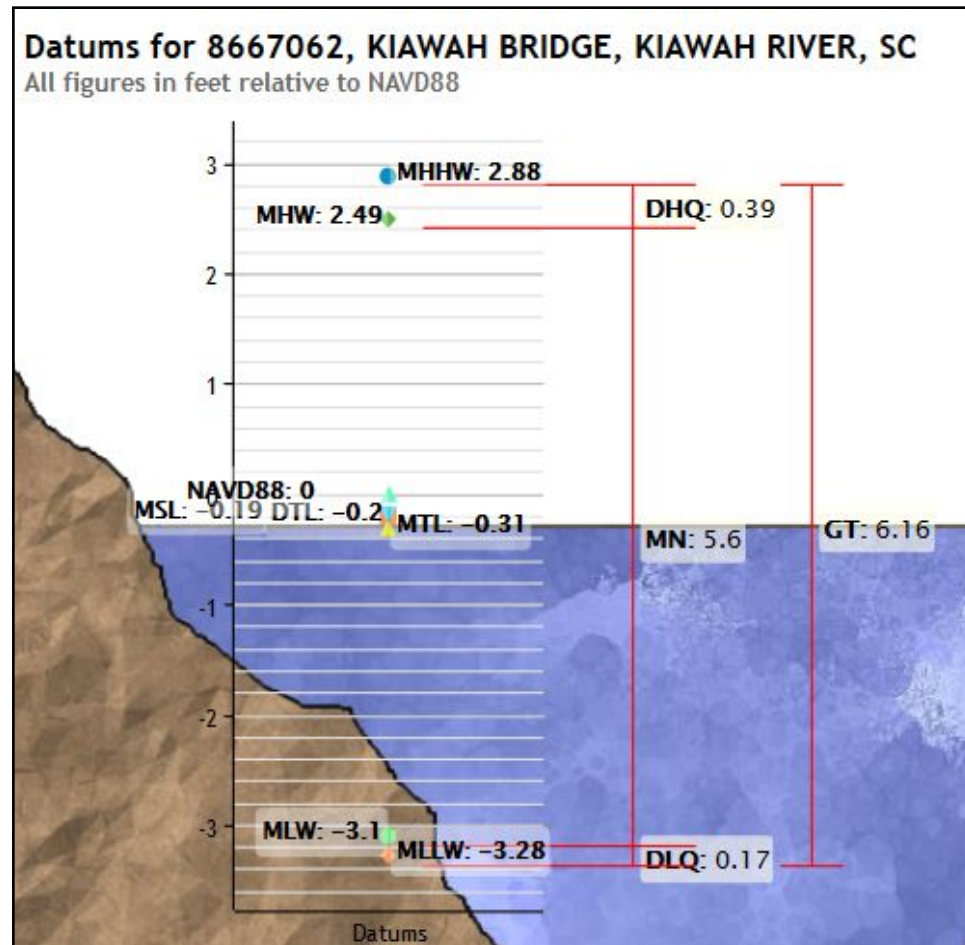 Datums for 8667062, KIAWAH BRIDGE, KIAWAH RIVER, SC
All figures in feet relative to NAVD88
3
MHHW: 2.88
MHW: 2.49
DHQ: 0.39
2
1
NAVD88: 0
0
MSL: −0.19
DTL: −0.2
MTL: −0.31
MN: 5.6
GT: 6.16
-1
-2
-3
MLW: −3.1
MLLW: −3.28
DLQ: 0.17
Datums